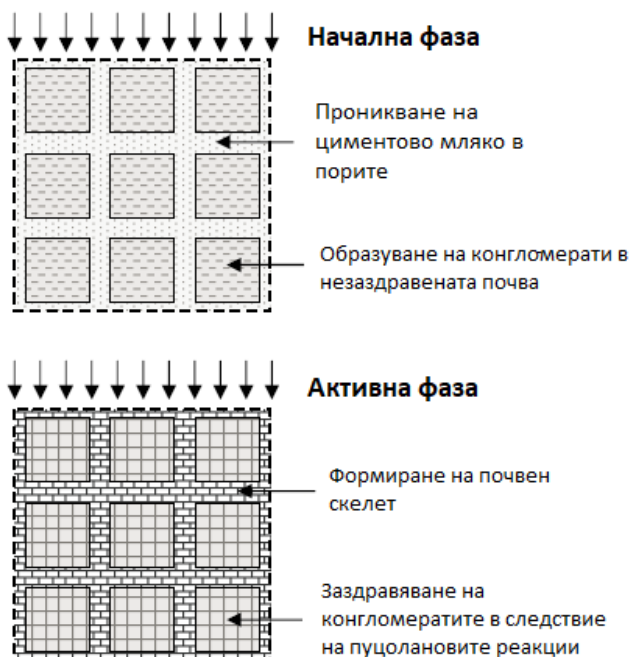 Начална фаза
Проникване на
циментово мляко в
порите
Образуване на конгломерати в
незаздравената почва
Активна фаза
Формиране на почвен
скелет
Заздравяване на
конгломератите в следствие
на пуцолановите реакции